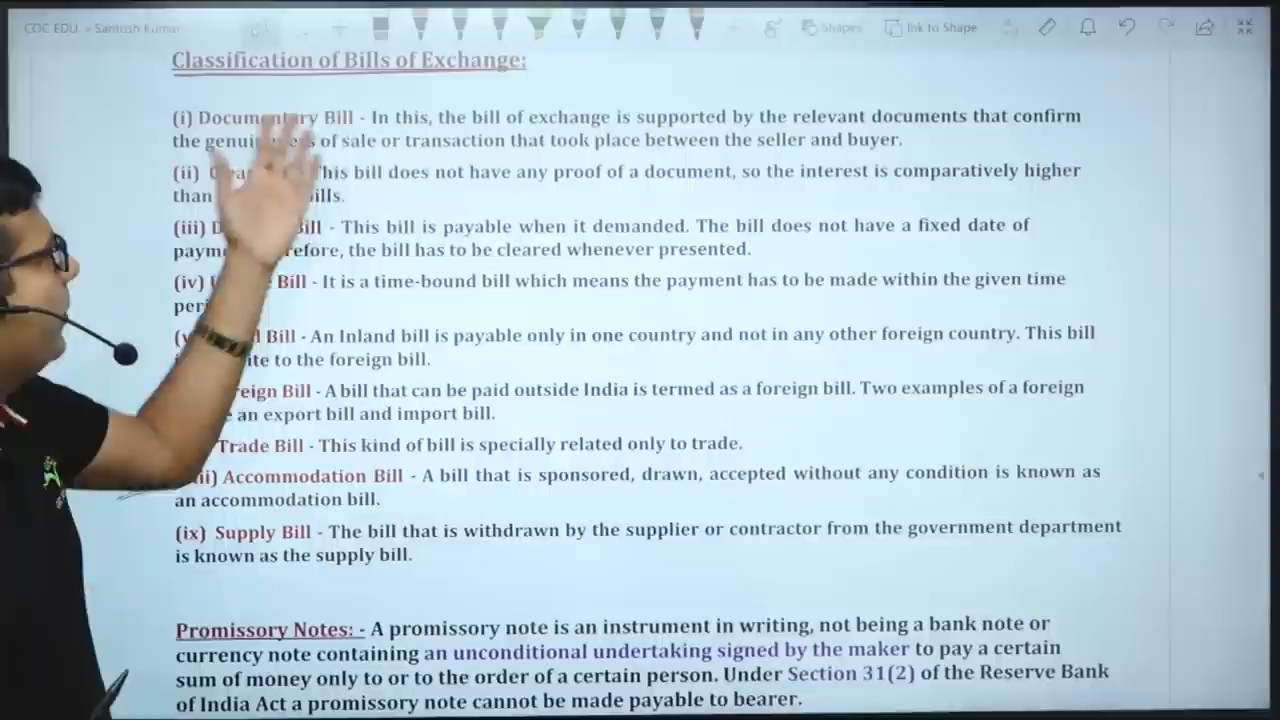 CDC EDU. - Santosh Kumar
Shapes
Ink to Shape
Classification of Bills of Exchange:
(i) Documentary Bill - In this, the bill of exchange is supported by the relevant documents that confirm
the of sale or transaction that took place between the seller and buyer.
(ii) This bill does not have any proof of a document, so the interest is comparatively higher
than
(iii) Bill - This bill is payable when it demanded. The bill does not have a fixed date of
the bill has to be cleared whenever presented.
(iv) Bill - It is a time-bound bill which means the payment has to be made within the given time
Bill - An Inland bill is payable only in one country and not in any other foreign country. This bill
to the foreign bill.
Bill - A bill that can be paid outside India is termed as a foreign bill. Two examples of a foreign
an export bill and import bill.
Trade Bill - This kind of bill is specially related only to trade.
Accommodation Bill - A bill that is sponsored, drawn, accepted without any condition is known as
an accommodation bill.
(ix) Supply Bill - The bill that is withdrawn by the supplier or contractor from the government department
is known as the supply bill.
Promissory Notes: - A promissory note is an instrument in writing, not being a bank note or
currency note containing an unconditional undertaking signed by the maker to pay a certain
sum of money only to or to the order of a certain person. Under Section 31(2) of the Reserve Bank
of India Act a promissory note cannot be made payable to bearer.